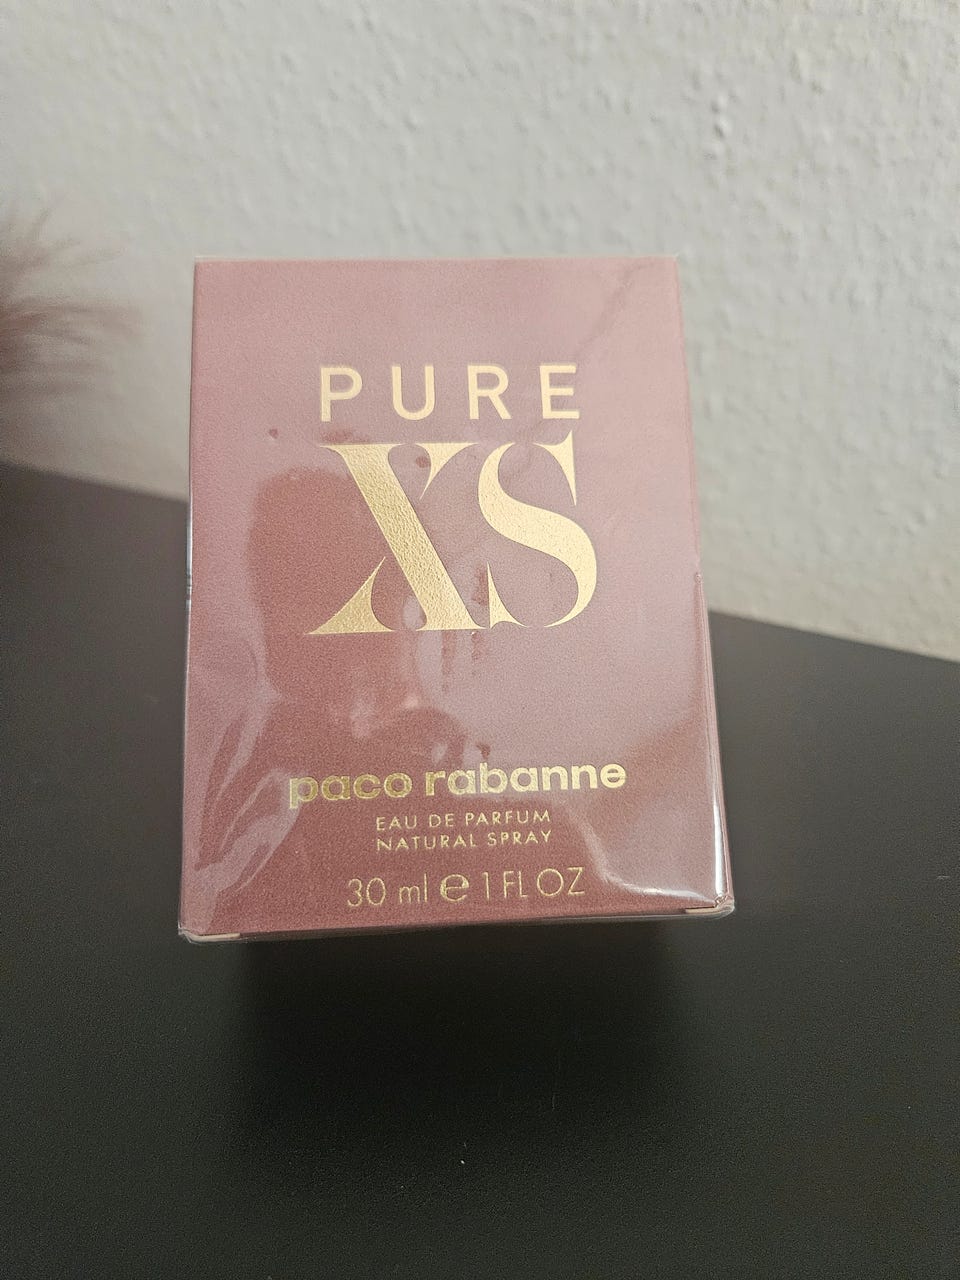 PURE
XS
paco rabanne
EAU DE PARFUM
NATURAL SPRAY
30 ml ℮ 1 FL OZ